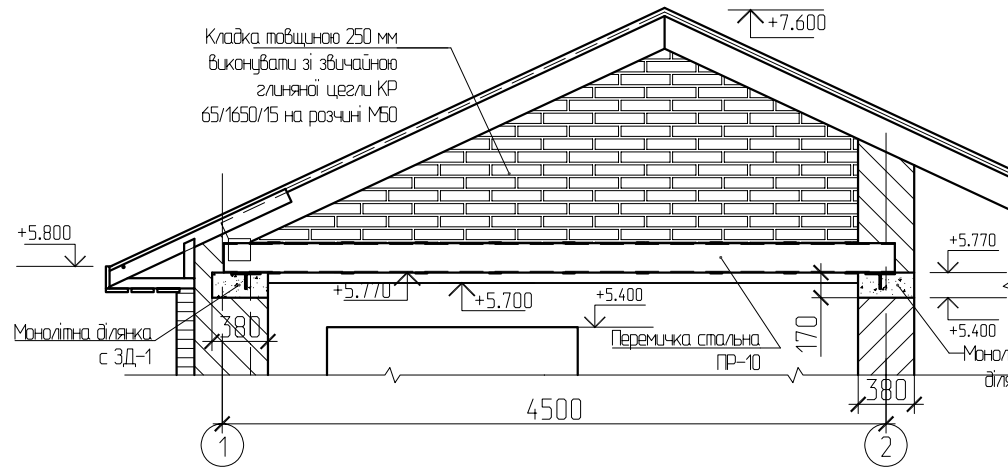 Кладка товщиною 250 мм
виконувати зі звичайною
глиняної цегли КР
65/1650/15 на розчині М50
+7.600
+5.800
+5.770
+5.770
+5.700
+5.400
+5.400
Монолітна ділянка
с ЗД-1
380
Перемичка стальна
ПР-10
170
380
4500
1
2